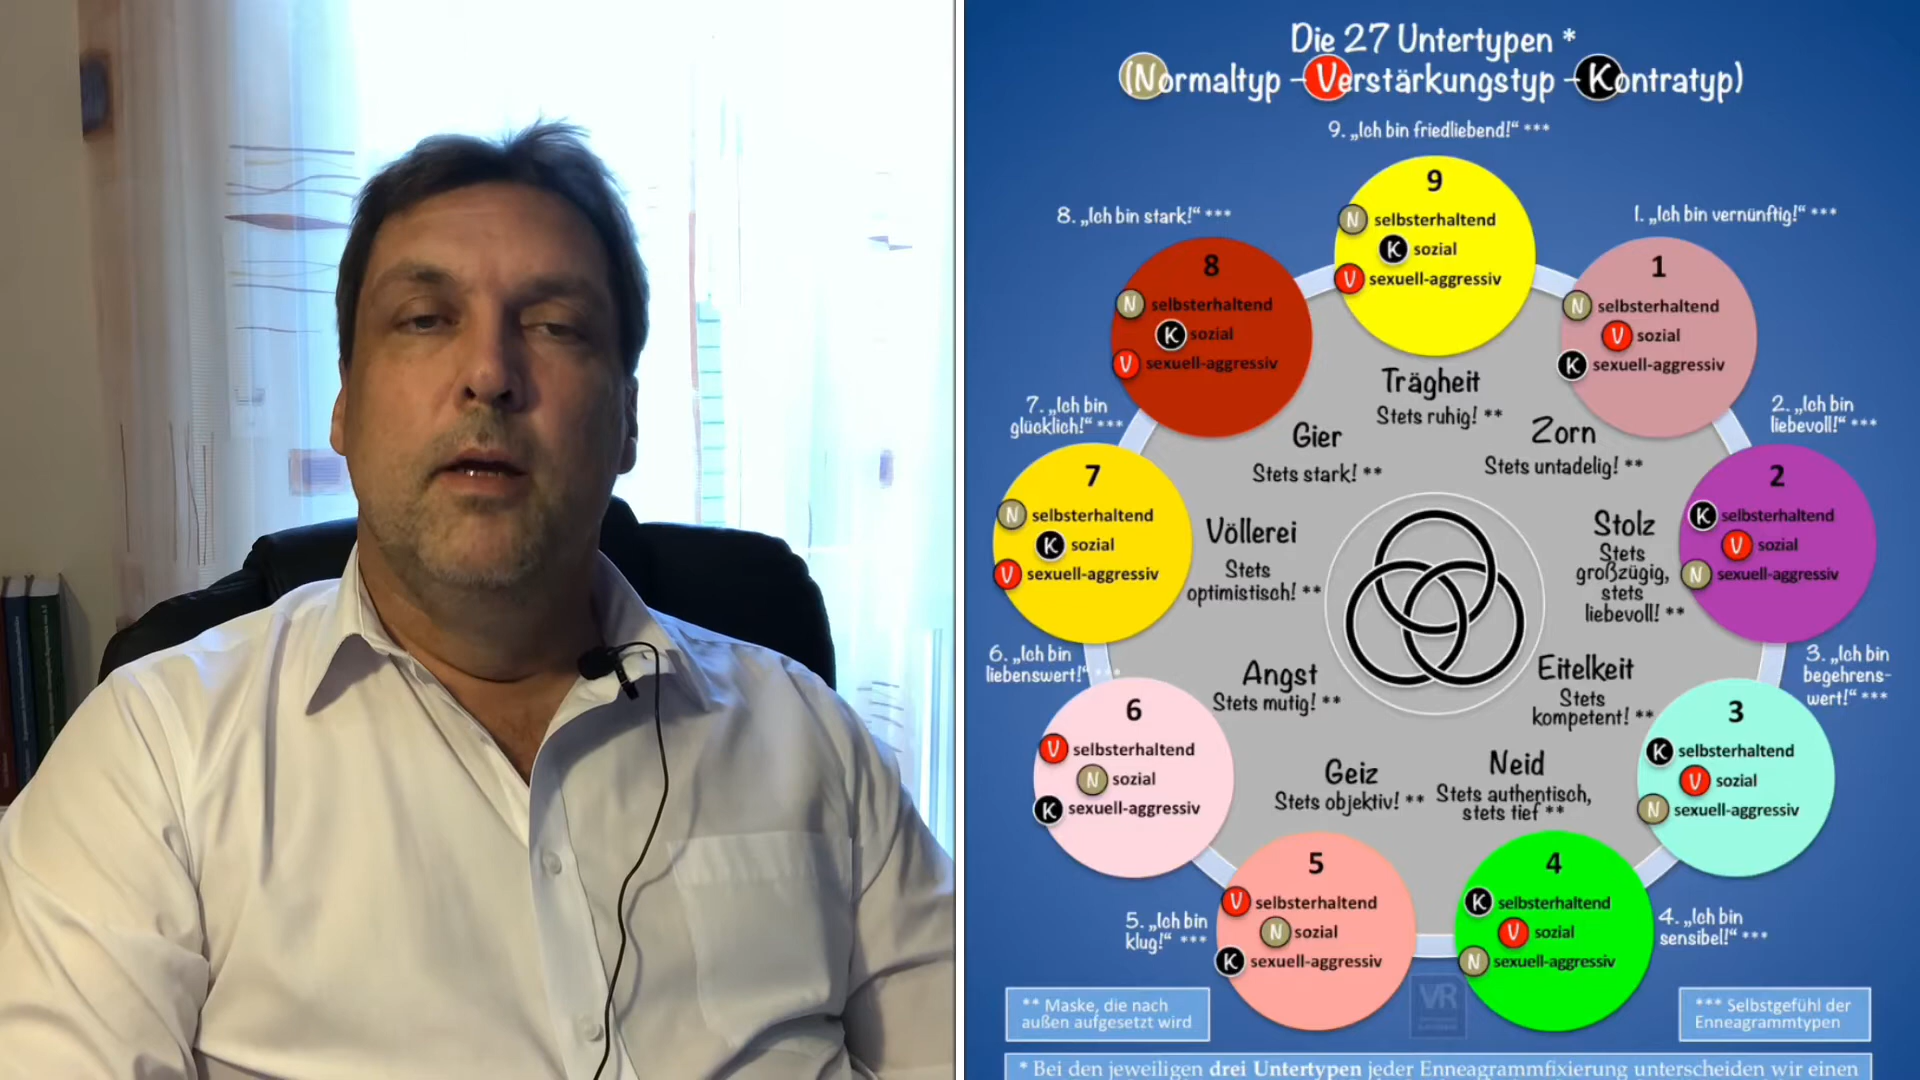 Die 27 Untertypen *
(Normaltyp – Verstärkungstyp – Kontratyp)
9. „Ich bin friedliebend!“ ***
8. „Ich bin stark!“ ***
1. „Ich bin vernünftig!“ ***
9
N selbsterhaltend
K sozial
V sexuell-aggressiv
8
N selbsterhaltend
K sozial
V sexuell-aggressiv
1
N selbsterhaltend
V sozial
K sexuell-aggressiv
Trägheit
Stets ruhig! **
Gier
Stets stark! **
Zorn
Stets untadelig! **
7. „Ich bin
glücklich!“ ***
2. „Ich bin
liebevoll!“ ***
7
N selbsterhaltend
K sozial
V sexuell-aggressiv
Völlerei
Stets
optimistisch! **
Stolz
Stets
großzügig,
stets
liebevoll! **
2
K selbsterhaltend
V sozial
N sexuell-aggressiv
6. „Ich bin
liebenswert!“ ***
Angst
Stets mutig! **
Eitelkeit
Stets
kompetent! **
3. „Ich bin
begehrens-
wert!“ ***
6
V selbsterhaltend
N sozial
K sexuell-aggressiv
3
K selbsterhaltend
V sozial
N sexuell-aggressiv
Geiz
Stets objektiv! **
Neid
Stets authentisch,
stets tief **
5. „Ich bin
klug!“ ***
5
V selbsterhaltend
N sozial
K sexuell-aggressiv
4
K selbsterhaltend
V sozial
N sexuell-aggressiv
4. „Ich bin
sensibel!“ ***
** Maske, die nach
außen aufgesetzt wird
VR
*** Selbstgefühl der
Enneagrammtypen
* Bei den jeweiligen drei Untertypen jeder Enneagrammfixierung unterscheiden wir einen